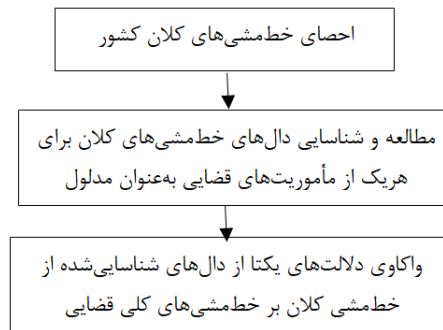 احصای خط‌مشی‌های کلان کشور
مطالعه و شناسایی دال‌های خط‌مشی‌های کلان برای
هریک از مأموریت‌های قضایی به‌عنوان مدلول
واکاوی دلالت‌های یکتا از دال‌های شناسایی‌شده از
خط‌مشی کلان بر خط‌مشی‌های کلی قضایی